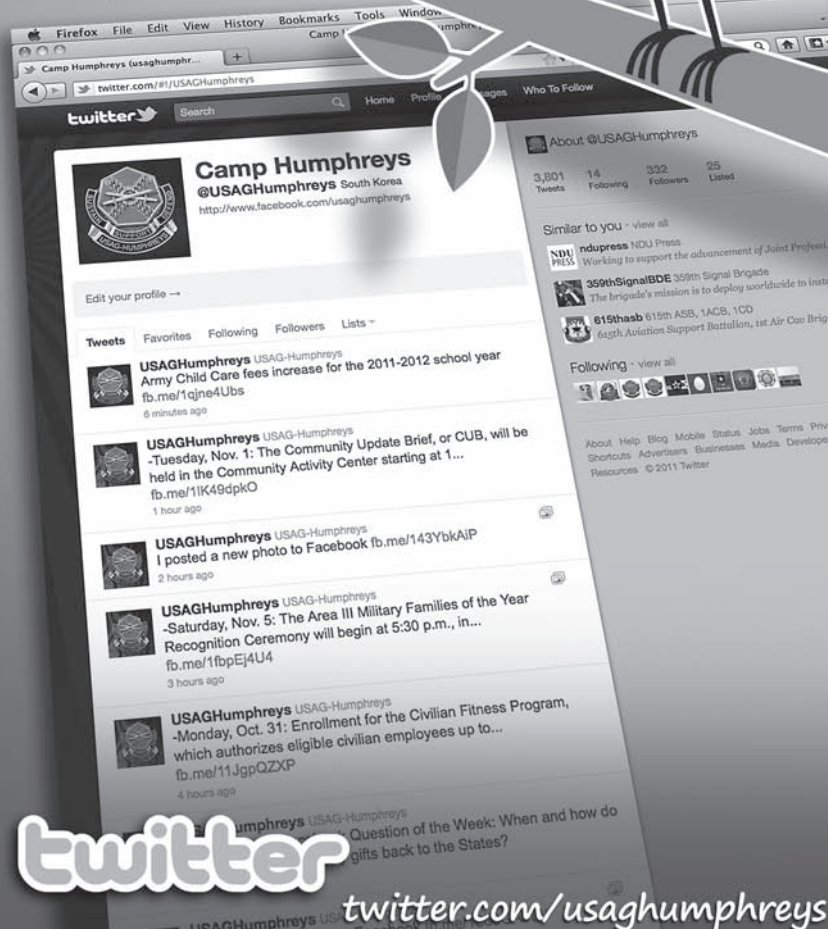 Firefox File Edit View History Bookmarks Tools Window
Camp
Camp Humphreys (usaghumphr...
twitter.com/#!/USAGHumphreys
twitter Search Home Profile Who To Follow
Camp Humphreys
@USAGHumphreys South Korea
http://www.facebook.com/usaghumphreys
SUPPORT
USAG-HUMPHREYS
Edit your profile →
Tweets Favorites Following Followers Lists
USAGHumphreys USAG-Humphreys
Army Child Care fees increase for the 2011-2012 school year
fb.me/1qjne4Ubs
6 minutes ago
USAGHumphreys USAG-Humphreys
-Tuesday, Nov. 1: The Community Update Brief, or CUB, will be
held in the Community Activity Center starting at 1...
fb.me/1IK49dpkO
1 hour ago
USAGHumphreys USAG-Humphreys
I posted a new photo to Facebook fb.me/143YbkAiP
2 hours ago
USAGHumphreys USAG-Humphreys
-Saturday, Nov. 5: The Area III Military Families of the Year
Recognition Ceremony will begin at 5:30 p.m., in...
fb.me/1fbpEj4U4
3 hours ago
USAGHumphreys USAG-Humphreys
-Monday, Oct. 31: Enrollment for the Civilian Fitness Program,
which authorizes eligible civilian employees up to...
fb.me/11JgpQZXP
4 hours ago
umphreys USAG-Humphreys
Question of the Week: When and how do
gifts back to the States?
USAGHumphreys
About @USAGHumphreys
3,801 14 332 25
Tweets Following Followers Listed
Similar to you · view all
NDU PRESS
ndupress NDU Press
Working to support the advancement of Joint Professi
359thSignalBDE 359th Signal Brigade
The brigade's mission is to deploy worldwide to insta
615thasb 615th ASB, 1ACB, 1CD
615th Aviation Support Battalion, 1st Air Cav Brig
Following · view all
About Help Blog Mobile Status Jobs Terms Priv
Shortcuts Advertisers Businesses Media Develope
Resources © 2011 Twitter
twitter
twitter.com/usaghumphreys